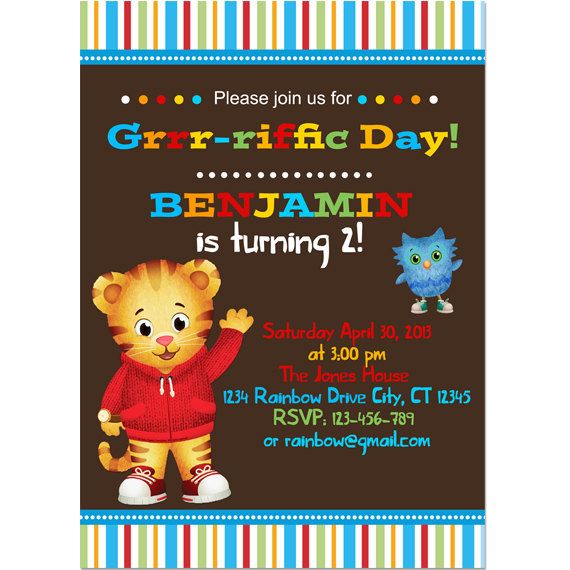 Please join us for
Grrr-riffic Day!
BENJAMIN
is turning 2!
Saturday April 30, 2013
at 3:00 pm
The Jones House
1234 Rainbow Drive City, CT 12345
RSVP: 123-456-789
or rainbow@gmail.com